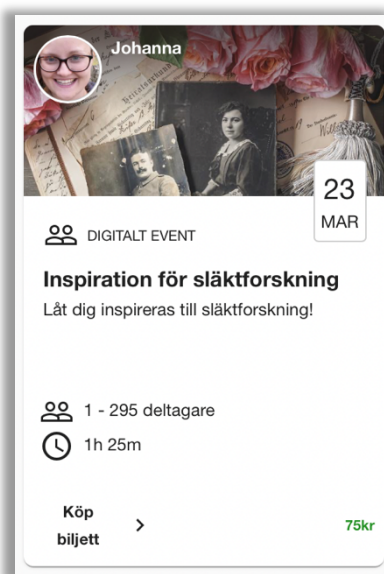 Johanna
23
MAR
DIGITALT EVENT
Inspiration för släktforskning
Låt dig inspireras till släktforskning!
1 - 295 deltagare
1h 25m
Köp
biljett
75kr